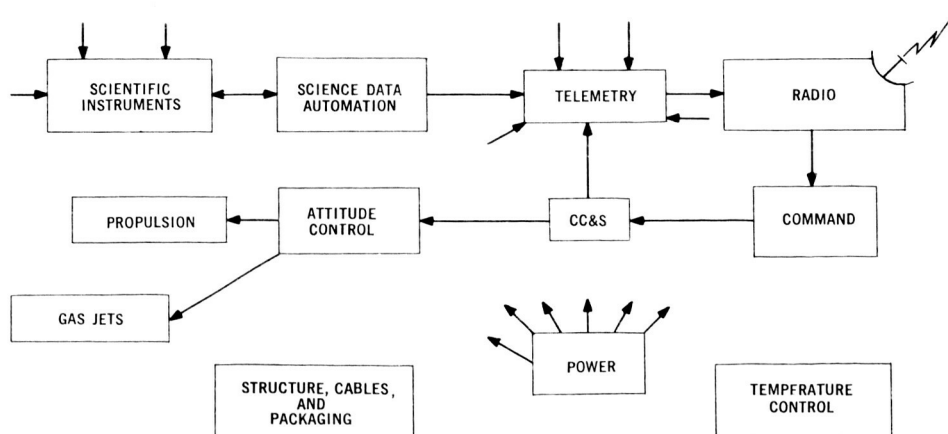 SCIENTIFIC
INSTRUMENTS
SCIENCE DATA
AUTOMATION
TELEMETRY
RADIO
PROPULSION
ATTITUDE
CONTROL
CC&S
COMMAND
GAS JETS
POWER
STRUCTURE, CABLES,
AND
PACKAGING
TEMPFRATURE
CONTROL